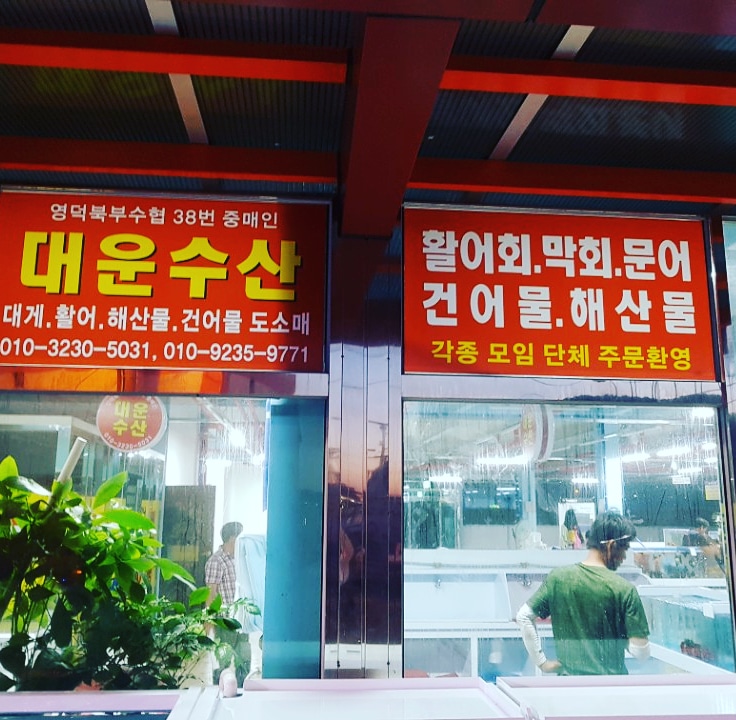 영덕북부수협 38번 중매인
대운수산
대게.활어.해산물.건어물 도소매
010-3230-5031, 010-9235-9771
활어회.막회.문어
건어물.해산물
각종 모임 단체 주문환영
대운
수산
010-3230-5031